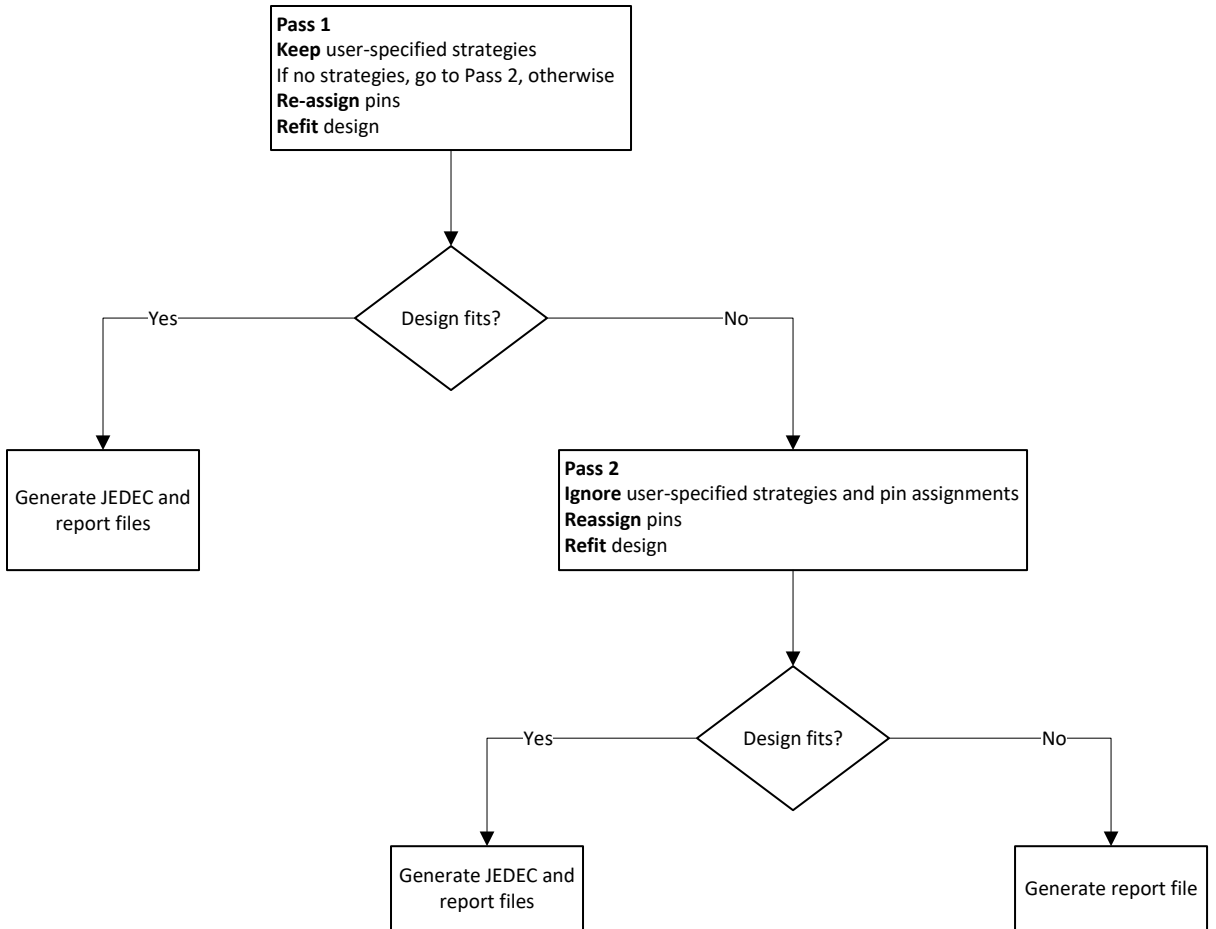 Pass 1
Keep user-specified strategies
If no strategies, go to Pass 2, otherwise
Re-assign pins
Refit design
Design fits?
Yes
No
Generate JEDEC and
report files
Pass 2
Ignore user-specified strategies and pin assignments
Reassign pins
Refit design
Design fits?
Yes
No
Generate JEDEC and
report files
Generate report file